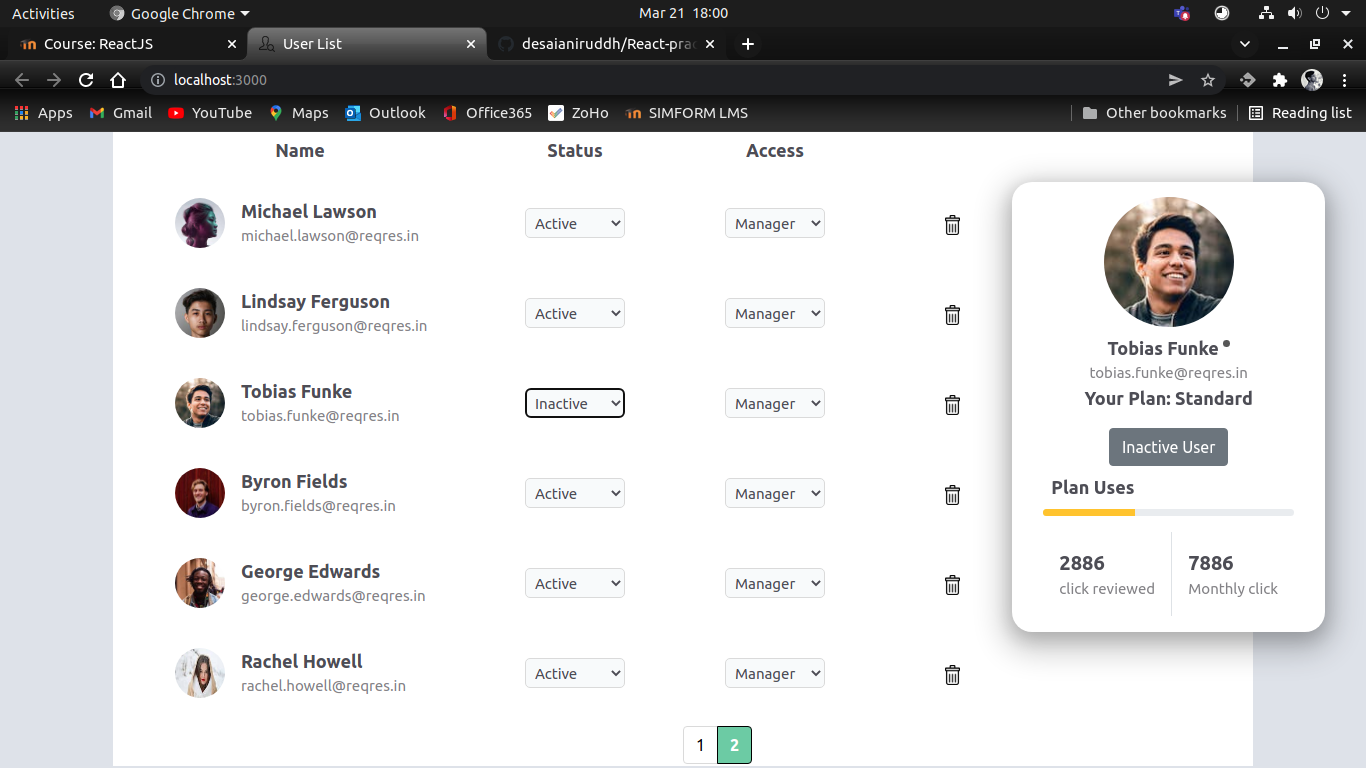 Activities Google Chrome Mar 21 18:00
Course: ReactJS User List desaianiruddh/React-prac
localhost:3000
Apps Gmail YouTube Maps Outlook Office365 ZoHo SIMFORM LMS Other bookmarks Reading list
Name Status Access
Michael Lawson
michael.lawson@reqres.in
Active Manager
Lindsay Ferguson
lindsay.ferguson@reqres.in
Active Manager
Tobias Funke
tobias.funke@reqres.in
Inactive Manager
Byron Fields
byron.fields@reqres.in
Active Manager
George Edwards
george.edwards@reqres.in
Active Manager
Rachel Howell
rachel.howell@reqres.in
Active Manager
1 2
Tobias Funke
tobias.funke@reqres.in
Your Plan: Standard
Inactive User
Plan Uses
2886 7886
click reviewed Monthly click